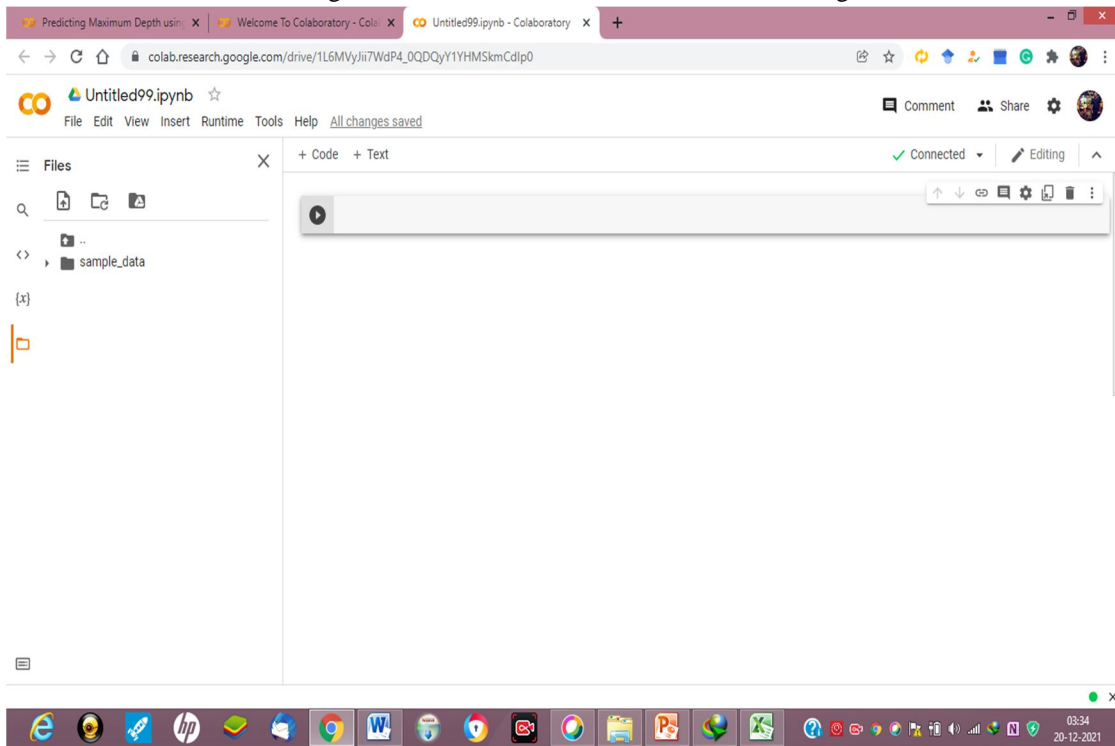 Predicting Maximum Depth using
Welcome To Colaboratory - Cola
Untitled99.ipynb - Colaboratory
colab.research.google.com/drive/1L6MVyJii7WdP4_0QDQyY1YHMSkmCdIp0
Untitled99.ipynb
Comment
Share
File Edit View Insert Runtime Tools Help All changes saved
Files
+ Code + Text
Connected
Editing
..
sample_data
{x}
03:34
20-12-2021